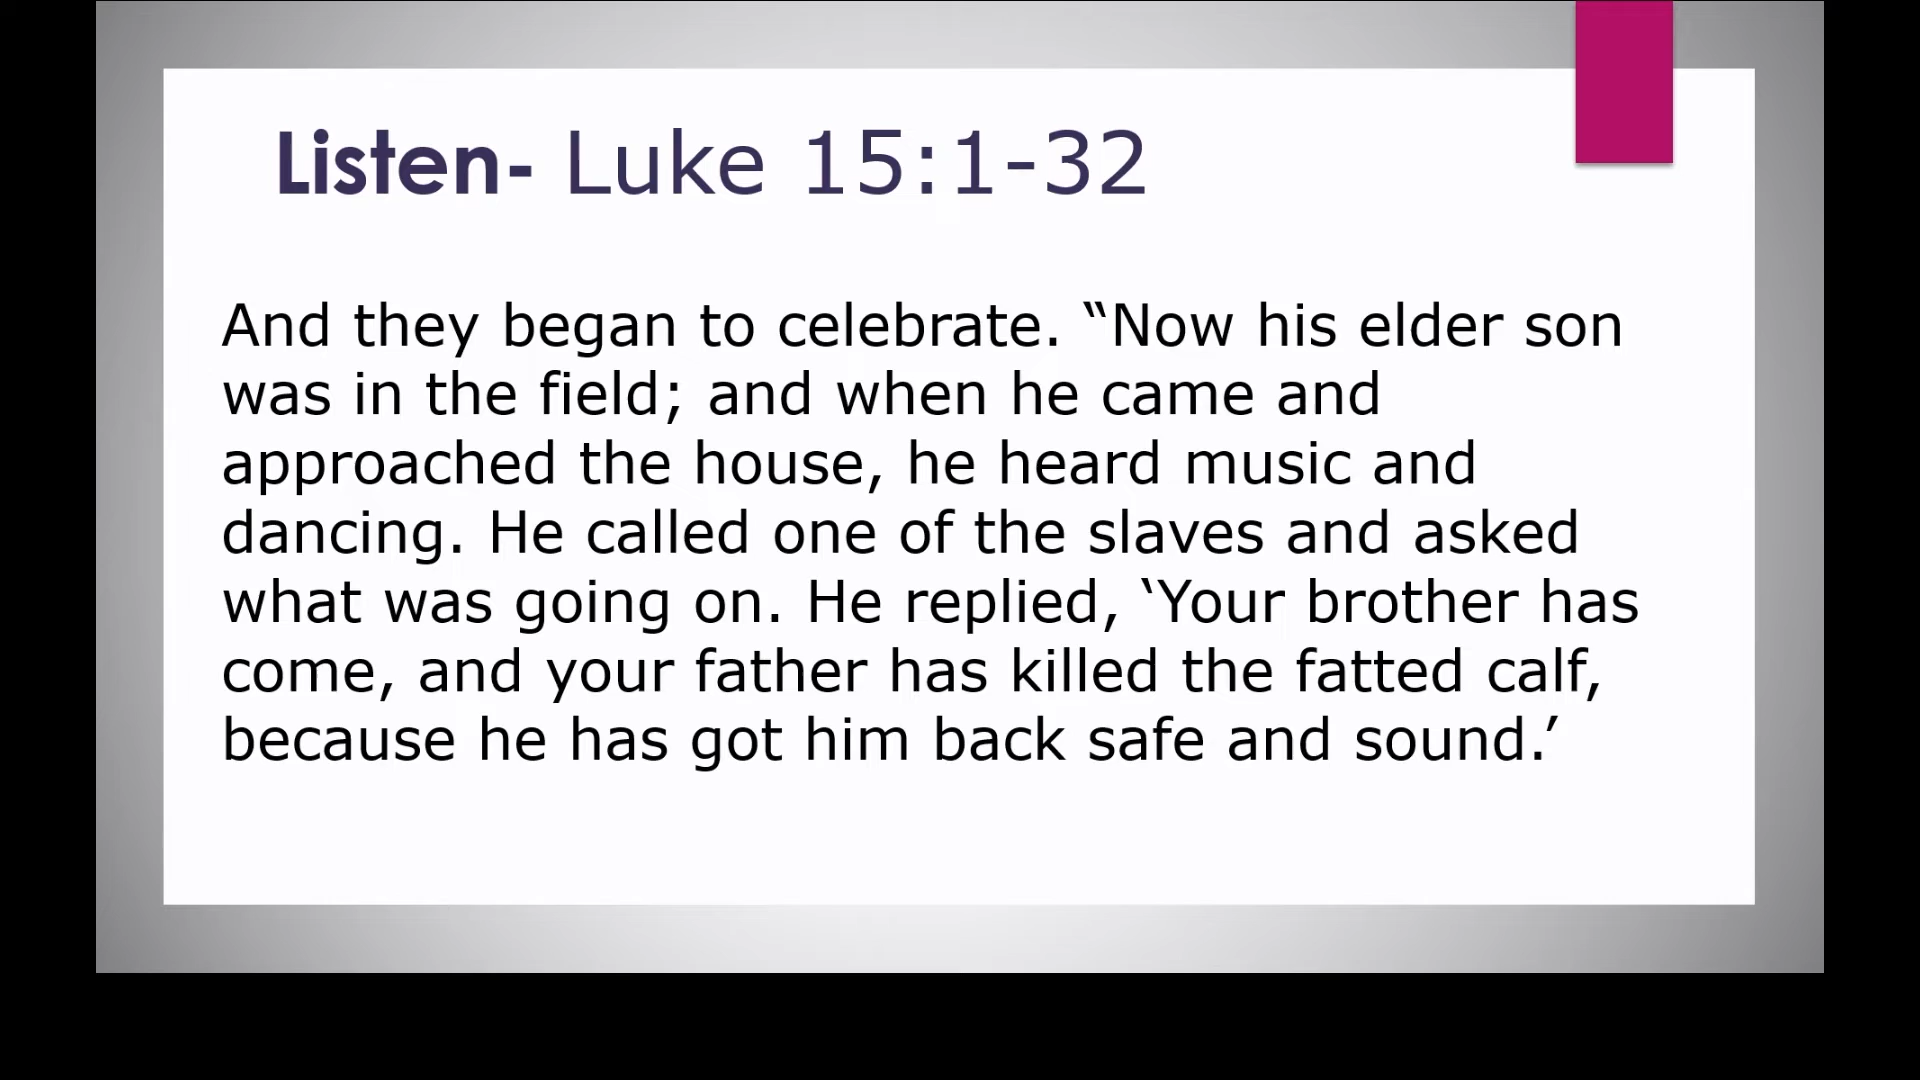 Listen- Luke 15:1-32
And they began to celebrate. “Now his elder son
was in the field; and when he came and
approached the house, he heard music and
dancing. He called one of the slaves and asked
what was going on. He replied, ‘Your brother has
come, and your father has killed the fatted calf,
because he has got him back safe and sound.’